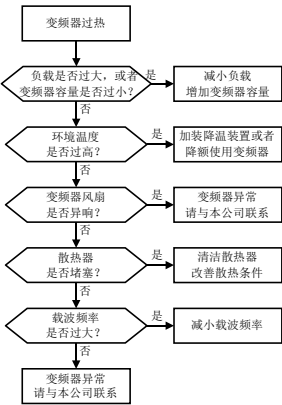 变频器过热
负载是否过大，或者
变频器容量是否过小？
是
减小负载
增加变频器容量
否
环境温度
是否过高？
是
加装降温装置或者
降额使用变频器
否
变频器风扇
是否异响？
是
变频器异常
请与本公司联系
否
散热器
是否堵塞？
是
清洁散热器
改善散热条件
否
载波频率
是否过大？
是
减小载波频率
否
变频器异常
请与本公司联系